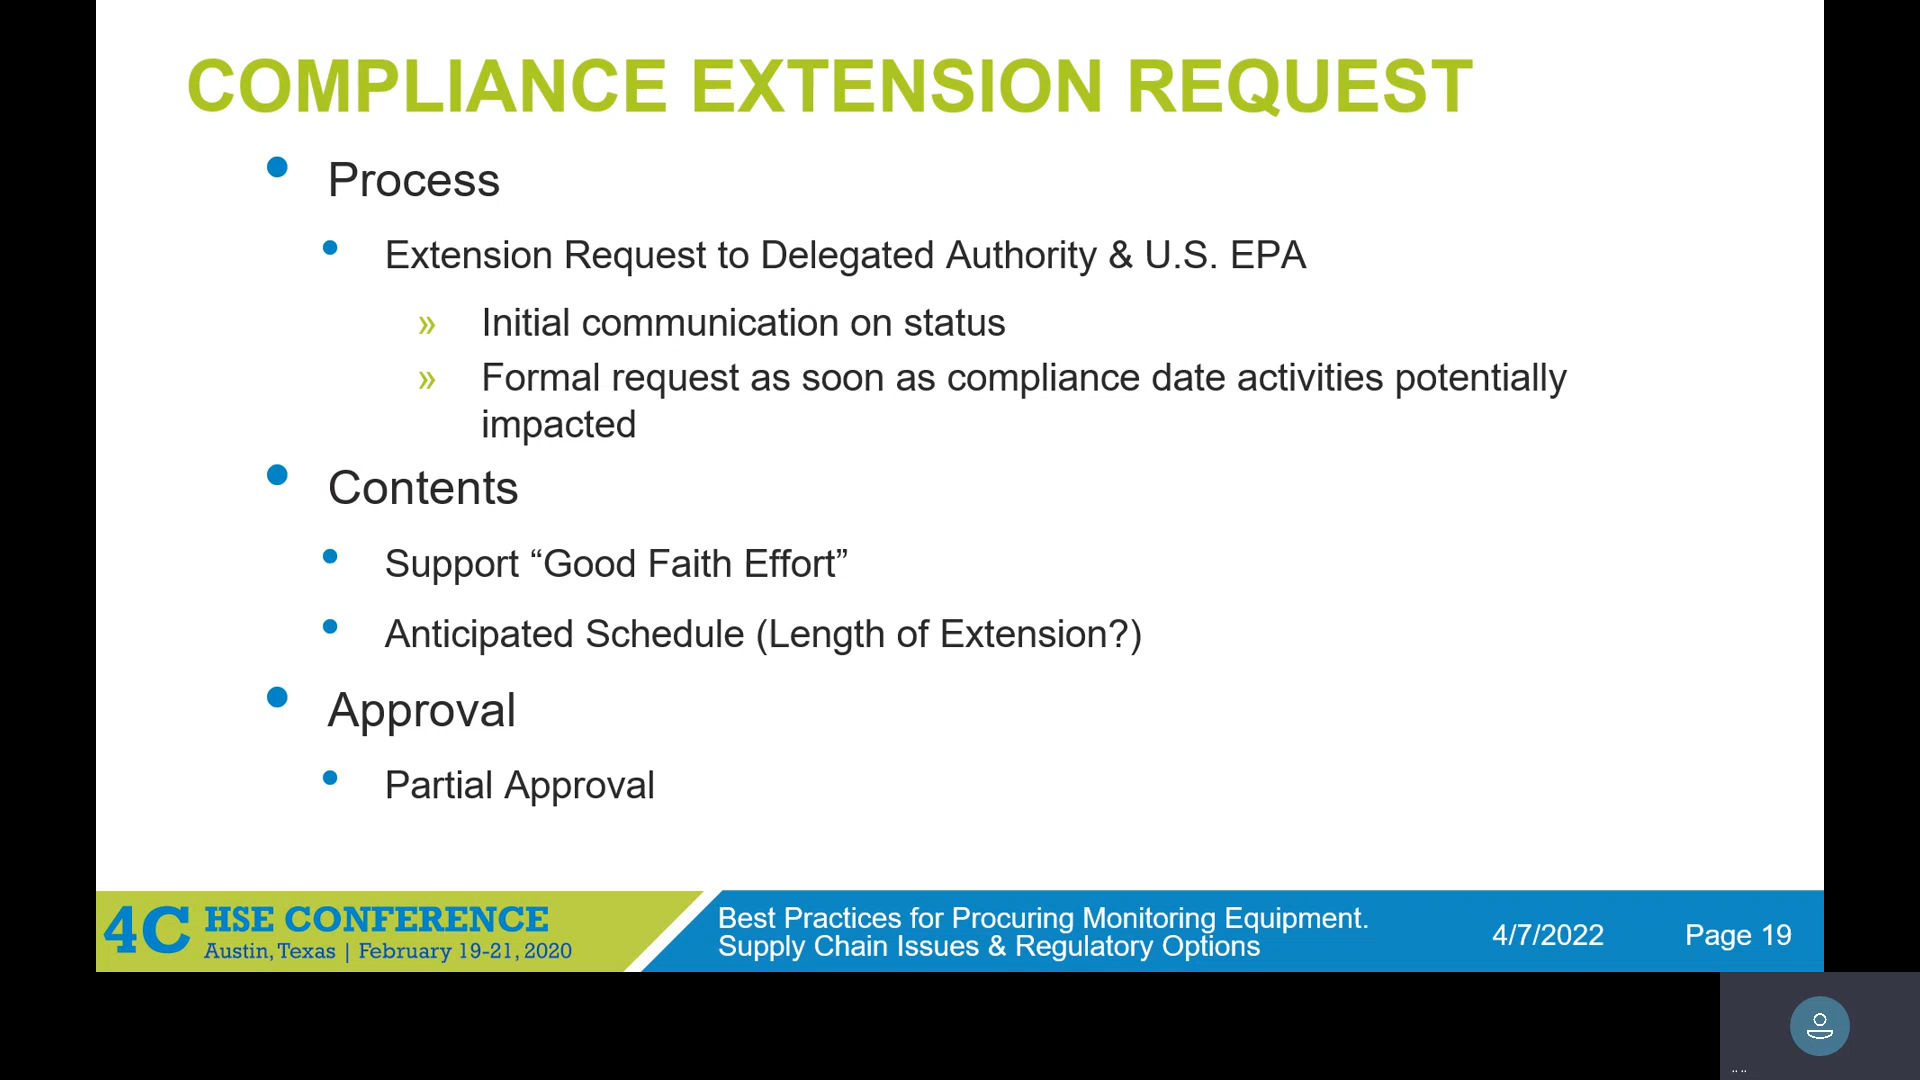 COMPLIANCE EXTENSION REQUEST
• Process
• Extension Request to Delegated Authority & U.S. EPA
» Initial communication on status
» Formal request as soon as compliance date activities potentially
impacted
• Contents
• Support “Good Faith Effort”
• Anticipated Schedule (Length of Extension?)
• Approval
• Partial Approval
4C HSE CONFERENCE
Austin, Texas | February 19-21, 2020
Best Practices for Procuring Monitoring Equipment.
Supply Chain Issues & Regulatory Options
4/7/2022
Page 19